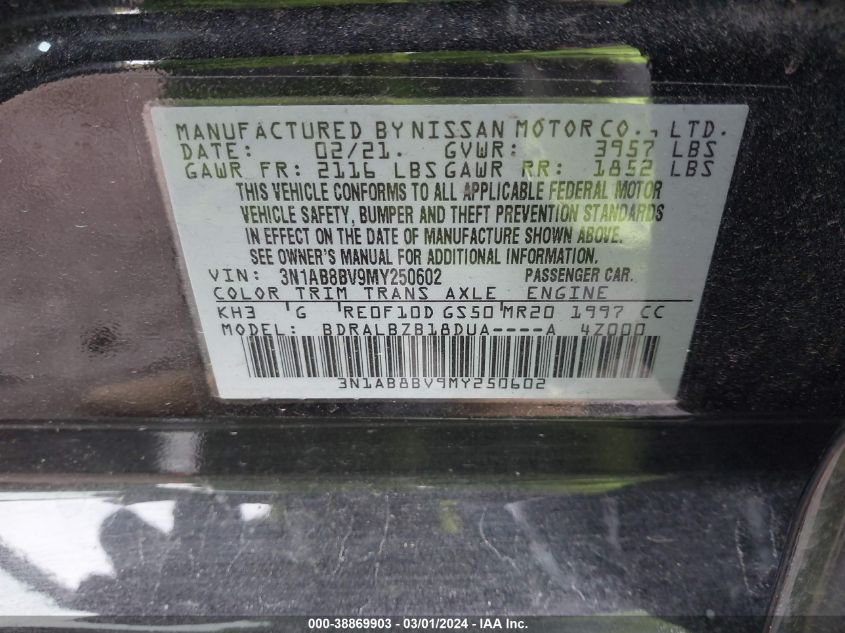 MANUFACTURED BY NISSAN MOTOR CO., LTD.
DATE: 02/21. GVWR: 3957 LBS
GAWR FR: 2116 LBS GAWR RR: 1852 LBS
THIS VEHICLE CONFORMS TO ALL APPLICABLE FEDERAL MOTOR
VEHICLE SAFETY, BUMPER AND THEFT PREVENTION STANDARDS
IN EFFECT ON THE DATE OF MANUFACTURE SHOWN ABOVE.
SEE OWNER'S MANUAL FOR ADDITIONAL INFORMATION.
VIN: 3N1AB8BV9MY250602 PASSENGER CAR.
COLOR TRIM TRANS AXLE ENGINE
KH3 G RE0F10D GS50 MR20 1997 CC
MODEL: BDRALBZB18DUA----A 4Z000
3N1AB8BV9MY250602
000-38869903 - 03/01/2024 - IAA Inc.